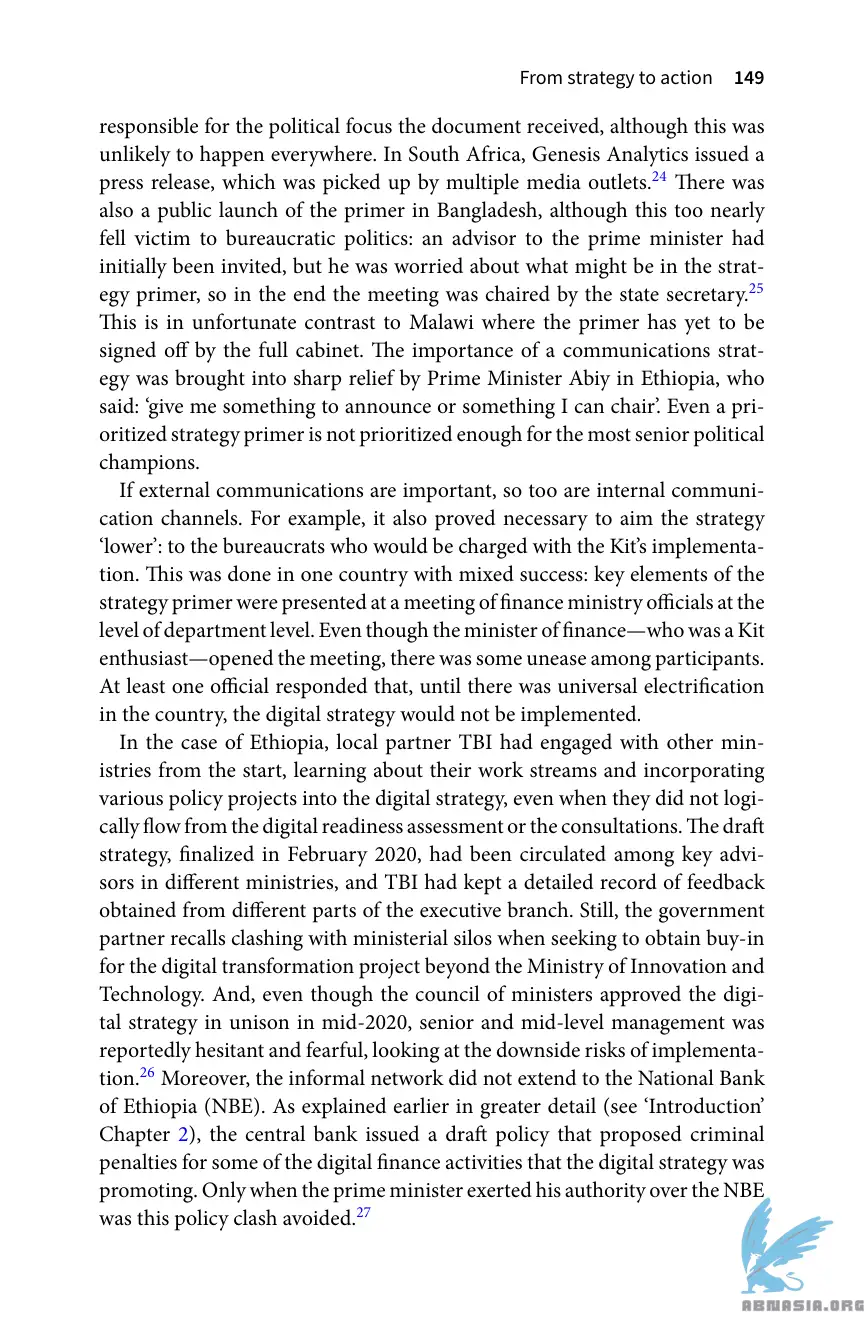 From strategy to action 149
responsible for the political focus the document received, although this was
unlikely to happen everywhere. In South Africa, Genesis Analytics issued a
press release, which was picked up by multiple media outlets.24 There was
also a public launch of the primer in Bangladesh, although this too nearly
fell victim to bureaucratic politics: an advisor to the prime minister had
initially been invited, but he was worried about what might be in the strat-
egy primer, so in the end the meeting was chaired by the state secretary.25
This is in unfortunate contrast to Malawi where the primer has yet to be
signed off by the full cabinet. The importance of a communications strat-
egy was brought into sharp relief by Prime Minister Abiy in Ethiopia, who
said: ‘give me something to announce or something I can chair’. Even a pri-
oritized strategy primer is not prioritized enough for the most senior political
champions.
If external communications are important, so too are internal communi-
cation channels. For example, it also proved necessary to aim the strategy
‘lower’: to the bureaucrats who would be charged with the Kit’s implementa-
tion. This was done in one country with mixed success: key elements of the
strategy primer were presented at a meeting of finance ministry officials at the
level of department level. Even though the minister of finance—who was a Kit
enthusiast—opened the meeting, there was some unease among participants.
At least one official responded that, until there was universal electrification
in the country, the digital strategy would not be implemented.
In the case of Ethiopia, local partner TBI had engaged with other min-
istries from the start, learning about their work streams and incorporating
various policy projects into the digital strategy, even when they did not logi-
cally flow from the digital readiness assessment or the consultations. The draft
strategy, finalized in February 2020, had been circulated among key advi-
sors in different ministries, and TBI had kept a detailed record of feedback
obtained from different parts of the executive branch. Still, the government
partner recalls clashing with ministerial silos when seeking to obtain buy-in
for the digital transformation project beyond the Ministry of Innovation and
Technology. And, even though the council of ministers approved the digi-
tal strategy in unison in mid-2020, senior and mid-level management was
reportedly hesitant and fearful, looking at the downside risks of implementa-
tion.26 Moreover, the informal network did not extend to the National Bank
of Ethiopia (NBE). As explained earlier in greater detail (see ‘Introduction’
Chapter 2), the central bank issued a draft policy that proposed criminal
penalties for some of the digital finance activities that the digital strategy was
promoting. Only when the prime minister exerted his authority over the NBE
was this policy clash avoided.27
ABNASIA.ORG